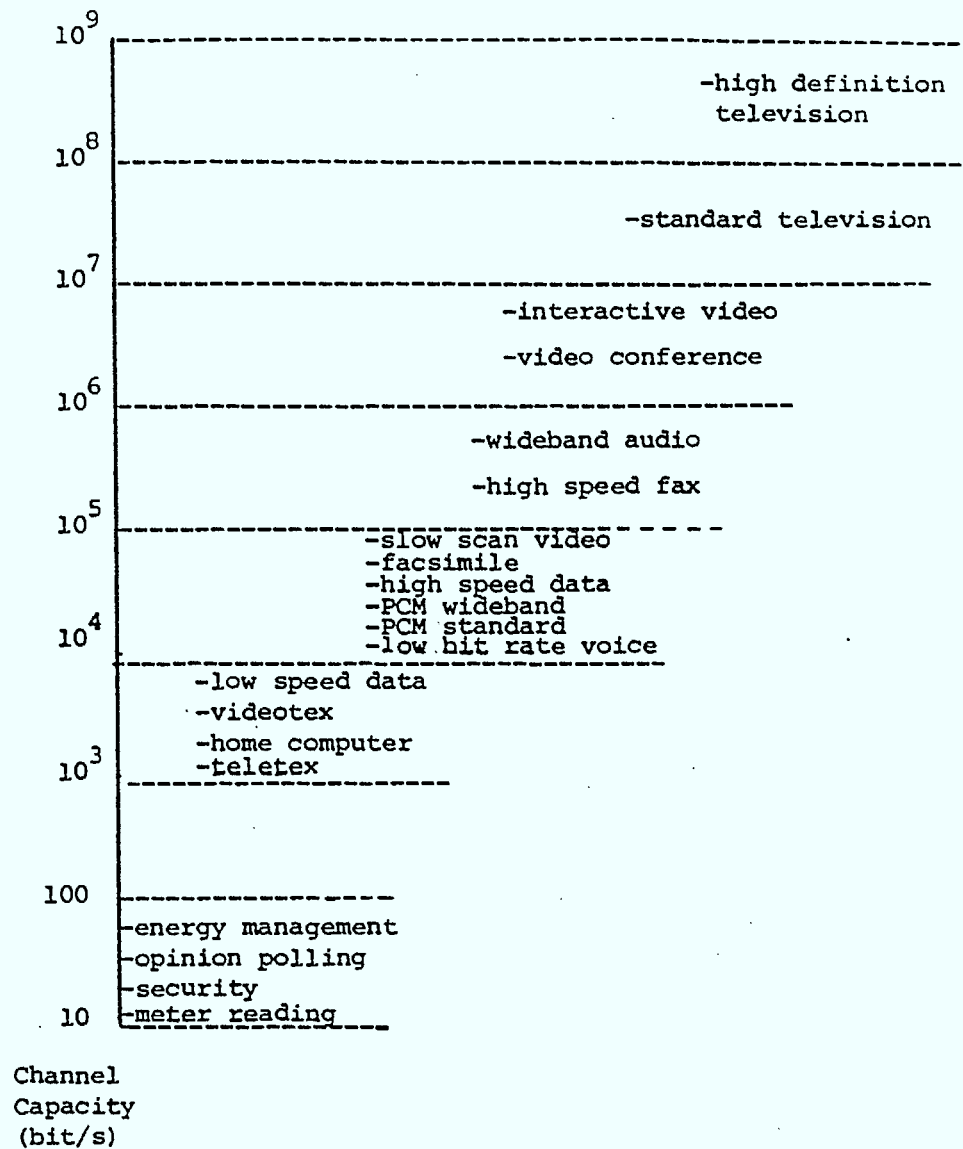 10^9
-high definition
television
10^8
-standard television
10^7
-interactive video
-video conference
10^6
-wideband audio
-high speed fax
10^5
-slow scan video
-facsimile
-high speed data
-PCM wideband
10^4
-PCM standard
-low bit rate voice
-low speed data
-videotex
-home computer
10^3
-teletex
100
-energy management
-opinion polling
-security
10
-meter reading
Channel
Capacity
(bit/s)